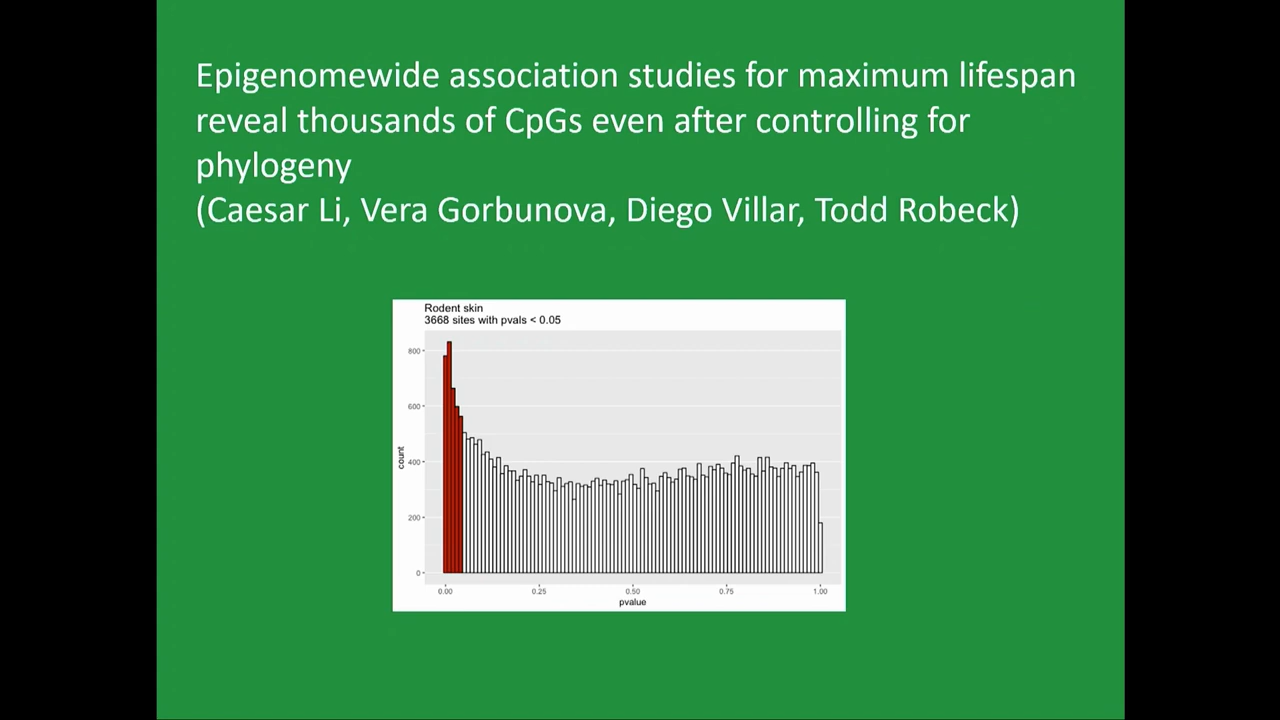 Epigenomewide association studies for maximum lifespan
reveal thousands of CpGs even after controlling for
phylogeny
(Caesar Li, Vera Gorbunova, Diego Villar, Todd Robeck)
Rodent skin
3668 sites with pvals < 0.05
800
600
400
200
0
count
0.00 0.25 0.50 0.75 1.00
pvalue